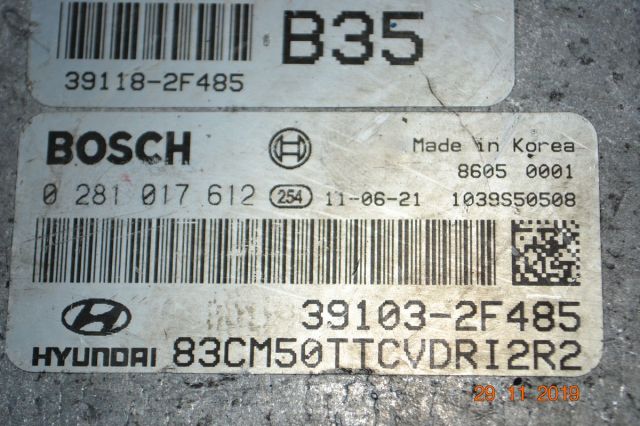 B35
39118-2F485
BOSCH
Made in Korea
8605 0001
0 281 017 612 254 11-06-21 1039S50508
39103-2F485
HYUNDAI 83CM50TTCVDRI2R2
29 11 2019